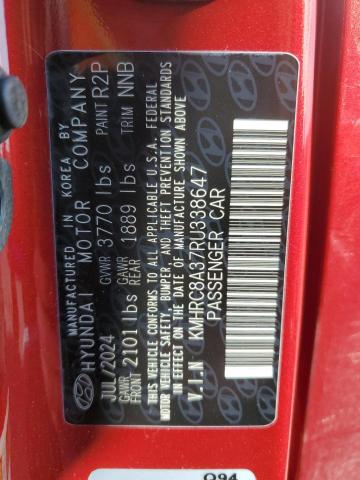 MANUFACTURED IN KOREA BY
HYUNDAI MOTOR COMPANY
JUL/2024 GVWR 3770 lbs PAINT R2P
GAWR FRONT 2101 lbs GAWR REAR 1889 lbs TRIM NNB
THIS VEHICLE CONFORMS TO ALL APPLICABLE U.S.A. FEDERAL
MOTOR VEHICLE SAFETY, BUMPER, AND THEFT PREVENTION STANDARDS
IN EFFECT ON THE DATE OF MANUFACTURE SHOWN ABOVE
V.I.N KMHRC8A37RU338647
PASSENGER CAR
094